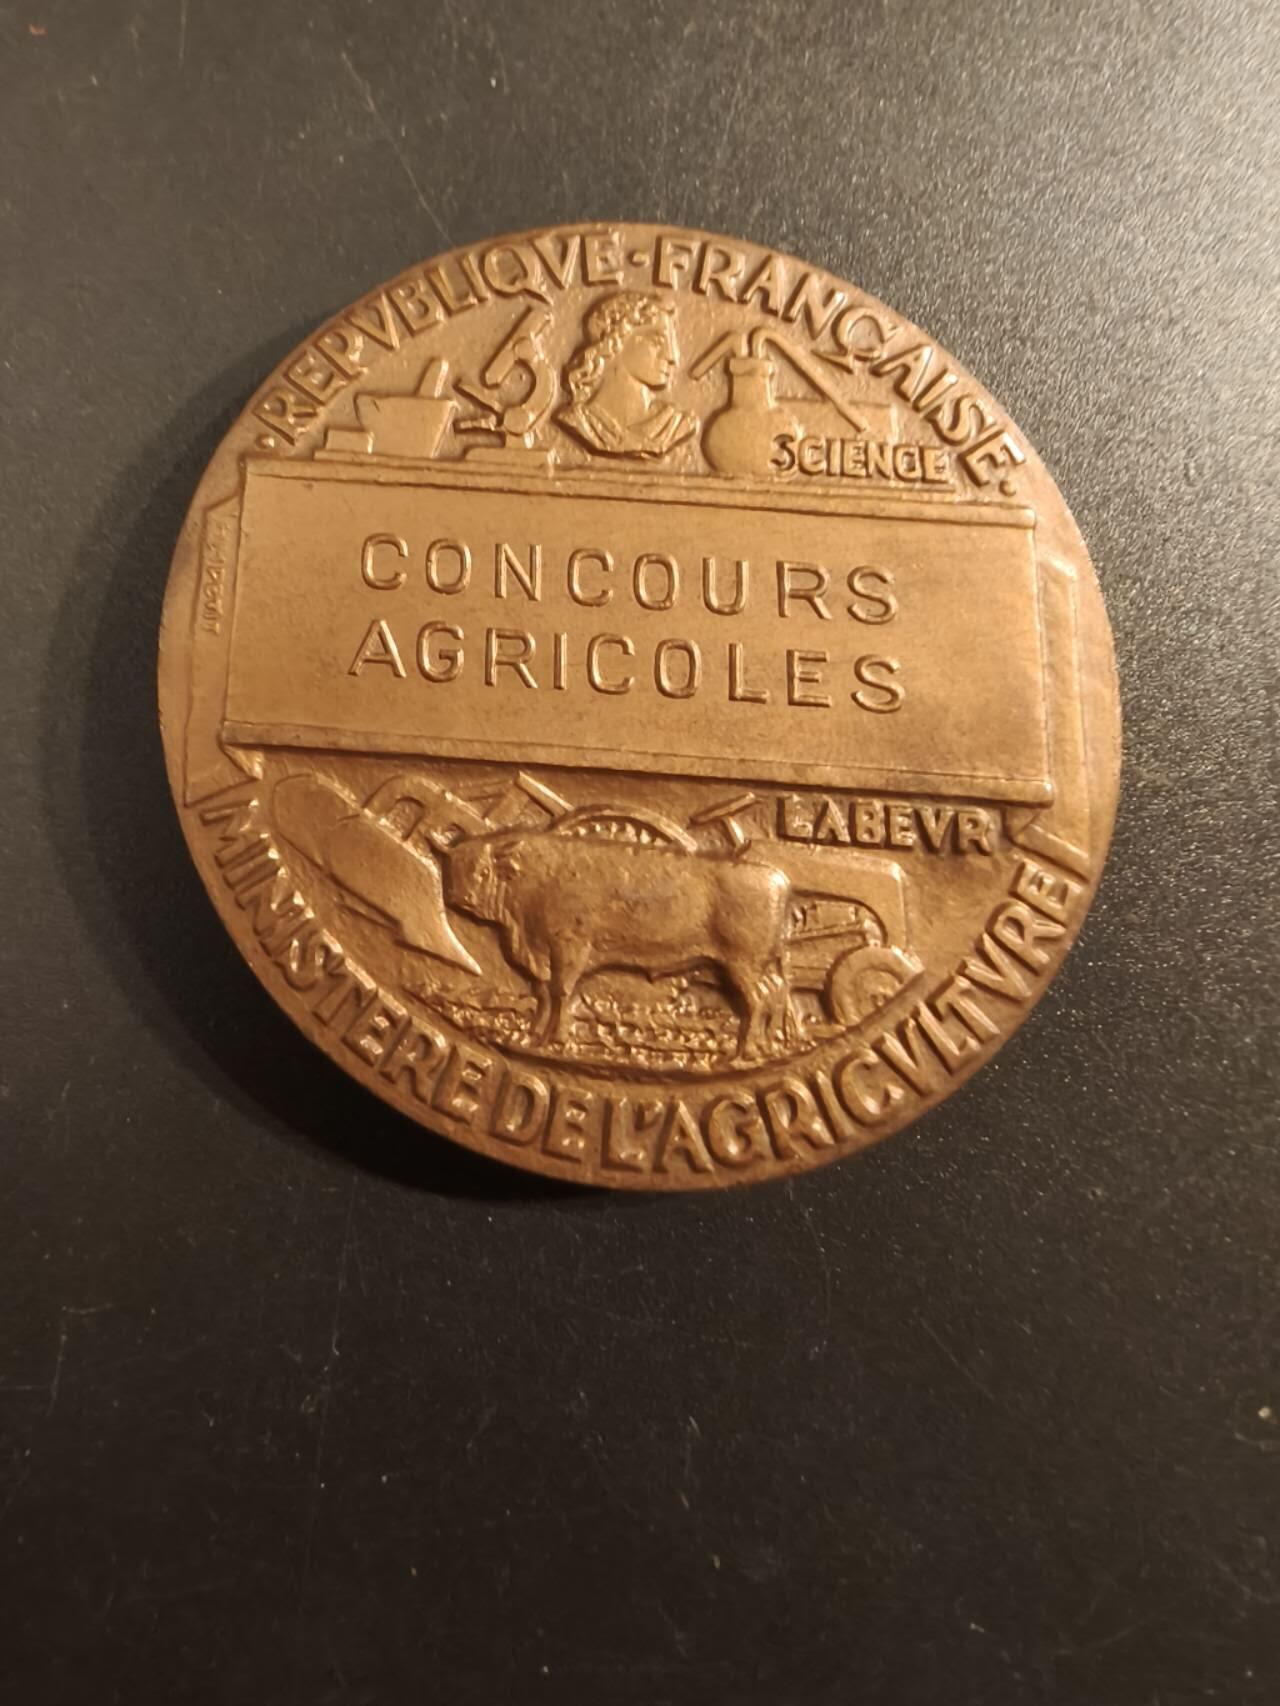 ·REPVBLIQVE·FRANÇAISE·
SCIENCE
CONCOURS
AGRICOLES
LABEVR
MINISTERE DE L'AGRICVLTVRE